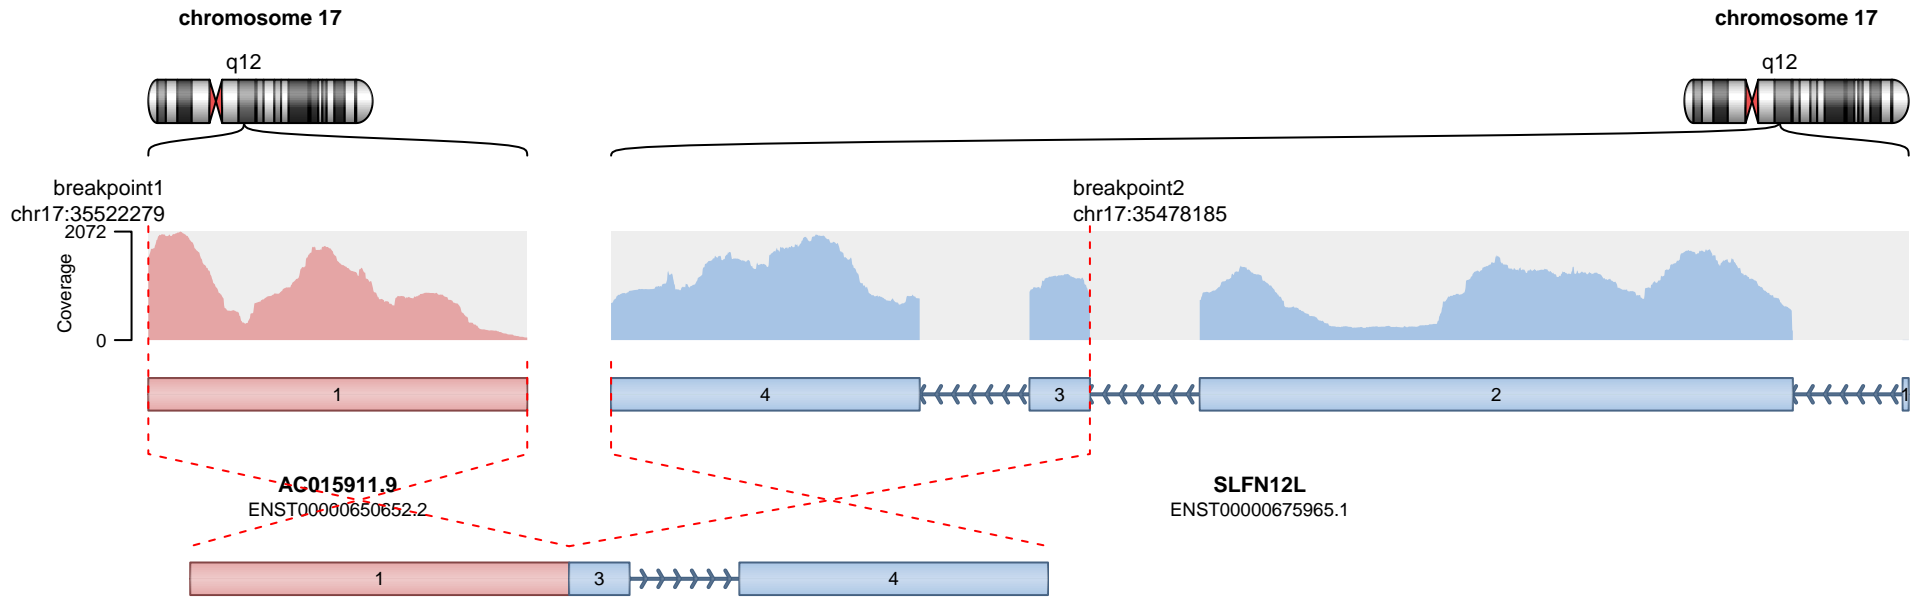 chromosome 17
chromosome 17
q12
q12
breakpoint1
chr17:35522279
breakpoint2
chr17:35478185
2072
Coverage
0
1
4
3
2
1
AC015911.9
ENST00000650652.2
SLFN12L
ENST00000675965.1
1
3
4